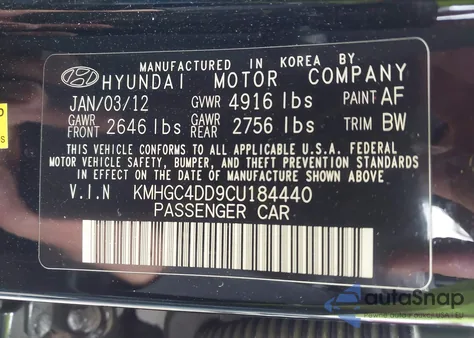 MANUFACTURED IN KOREA BY
HYUNDAI MOTOR COMPANY
JAN/03/12 GVWR 4916 lbs PAINT AF
GAWR FRONT 2646 lbs GAWR REAR 2756 lbs TRIM BW
THIS VEHICLE CONFORMS TO ALL APPLICABLE U.S.A. FEDERAL
MOTOR VEHICLE SAFETY, BUMPER, AND THEFT PREVENTION STANDARDS
IN EFFECT ON THE DATE OF MANUFACTURE SHOWN ABOVE.
V.I.N KMHGC4DD9CU184440
PASSENGER CAR
autaSnap